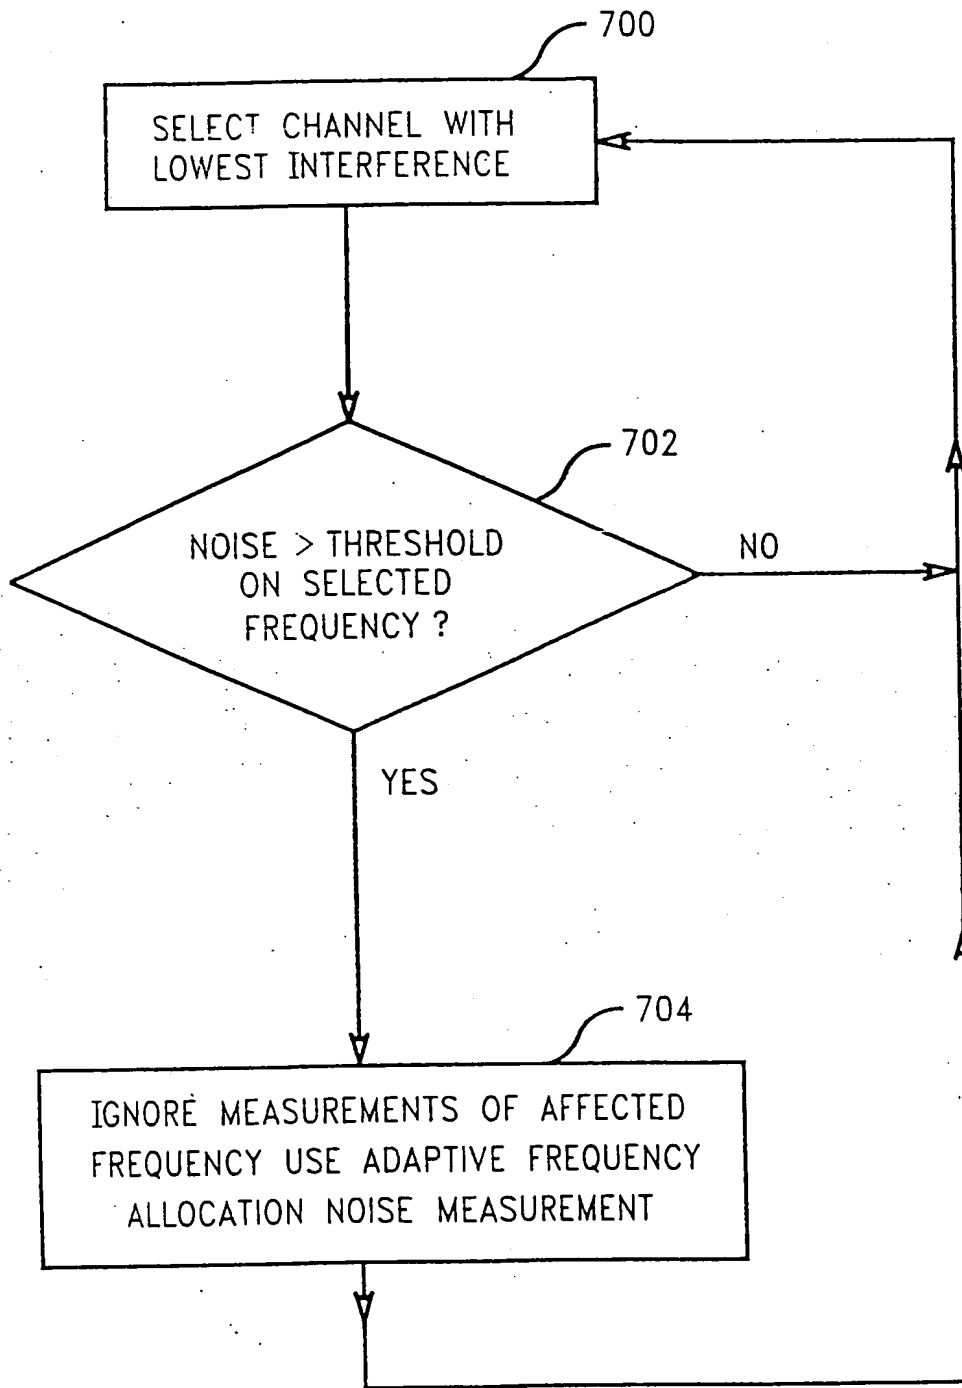 700
SELECT CHANNEL WITH
LOWEST INTERFERENCE
702
NOISE > THRESHOLD
ON SELECTED
FREQUENCY ?
NO
YES
704
IGNORE MEASUREMENTS OF AFFECTED
FREQUENCY USE ADAPTIVE FREQUENCY
ALLOCATION NOISE MEASUREMENT